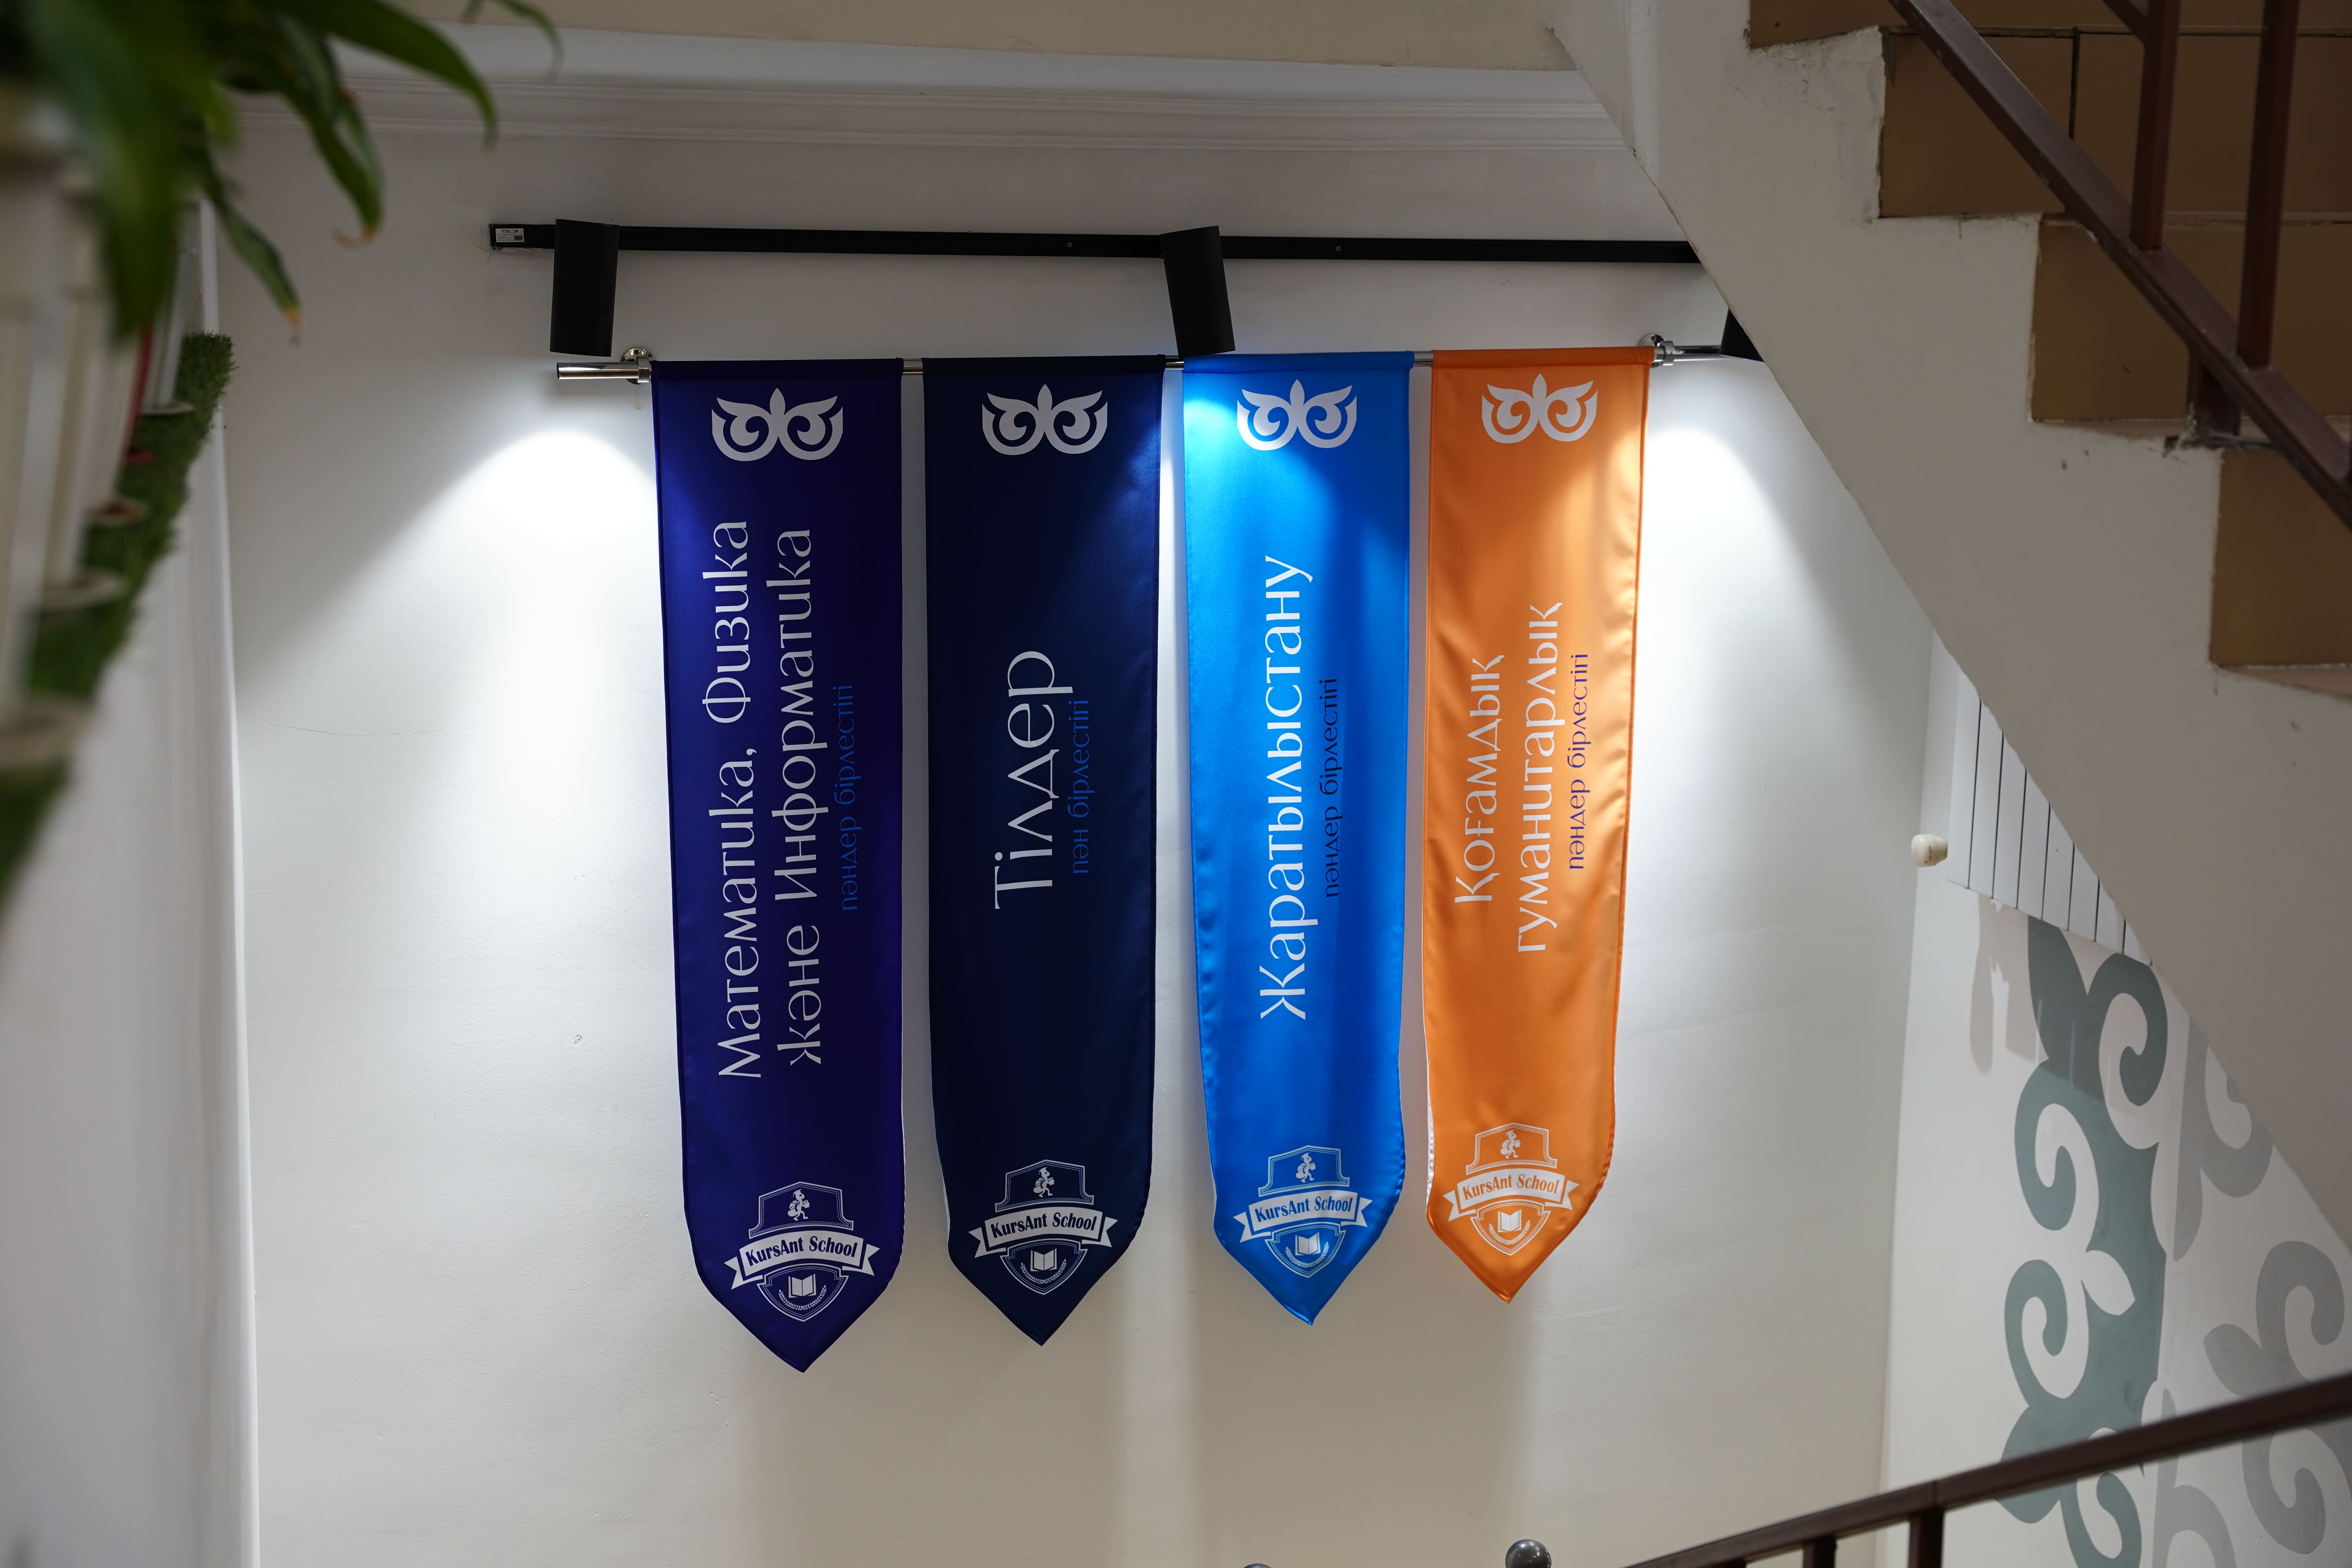 Математика, Физика
және Информатика
пәндер бірлестігі
KursAnt School
Тілдер
пән бірлестігі
KursAnt School
Жаратылыстану
пәндер бірлестігі
KursAnt School
Қоғамдық
гуманитарлық
пәндер бірлестігі
KursAnt School